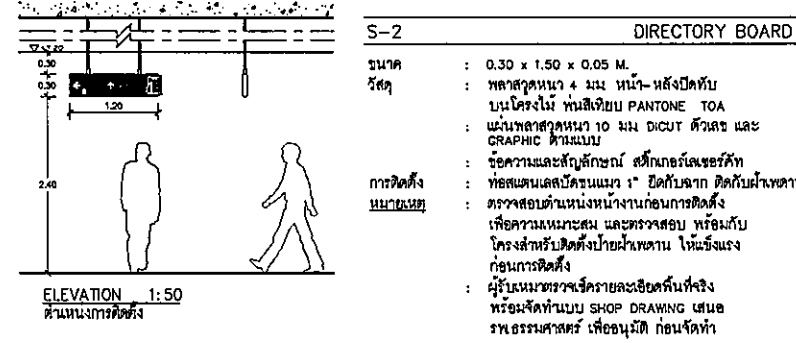 S-2 DIRECTORY BOARD
ขนาด : 0.30 x 1.50 x 0.05 M.
วัสดุ : พลาสวูดหนา 4 มม หน้า-หลังปิดทับ
บนโครงไม้ พ่นสีเทียบ PANTONE TOA
: แผ่นพลาสวูดหนา 10 มม DICUT ตัวเลข และ
GRAPHIC ตามแบบ
: ข้อความและสัญลักษณ์ สติ๊กเกอร์เลเซอร์คัท
การติดตั้ง : ท่อสแตนเลสปัดขนแมว 1" ยึดกับฉาก ติดกับฝ้าเพดาน
หมายเหตุ : ตรวจสอบตำแหน่งหน้างานก่อนการติดตั้ง
เพื่อความเหมาะสม และตรวจสอบ พร้อมกับ
โครงสำหรับติดตั้งป้ายฝ้าเพดาน ให้แข็งแรง
ก่อนการติดตั้ง
: ผู้รับเหมาตรวจเช็ครายละเอียดพื้นที่จริง
พร้อมจัดทำแบบ SHOP DRAWING เสนอ
รพ.ธรรมศาสตร์ เพื่ออนุมัติ ก่อนจัดทำ
0.30
0.30
1.20
2.40
ELEVATION 1:50
ตำแหน่งการติดตั้ง